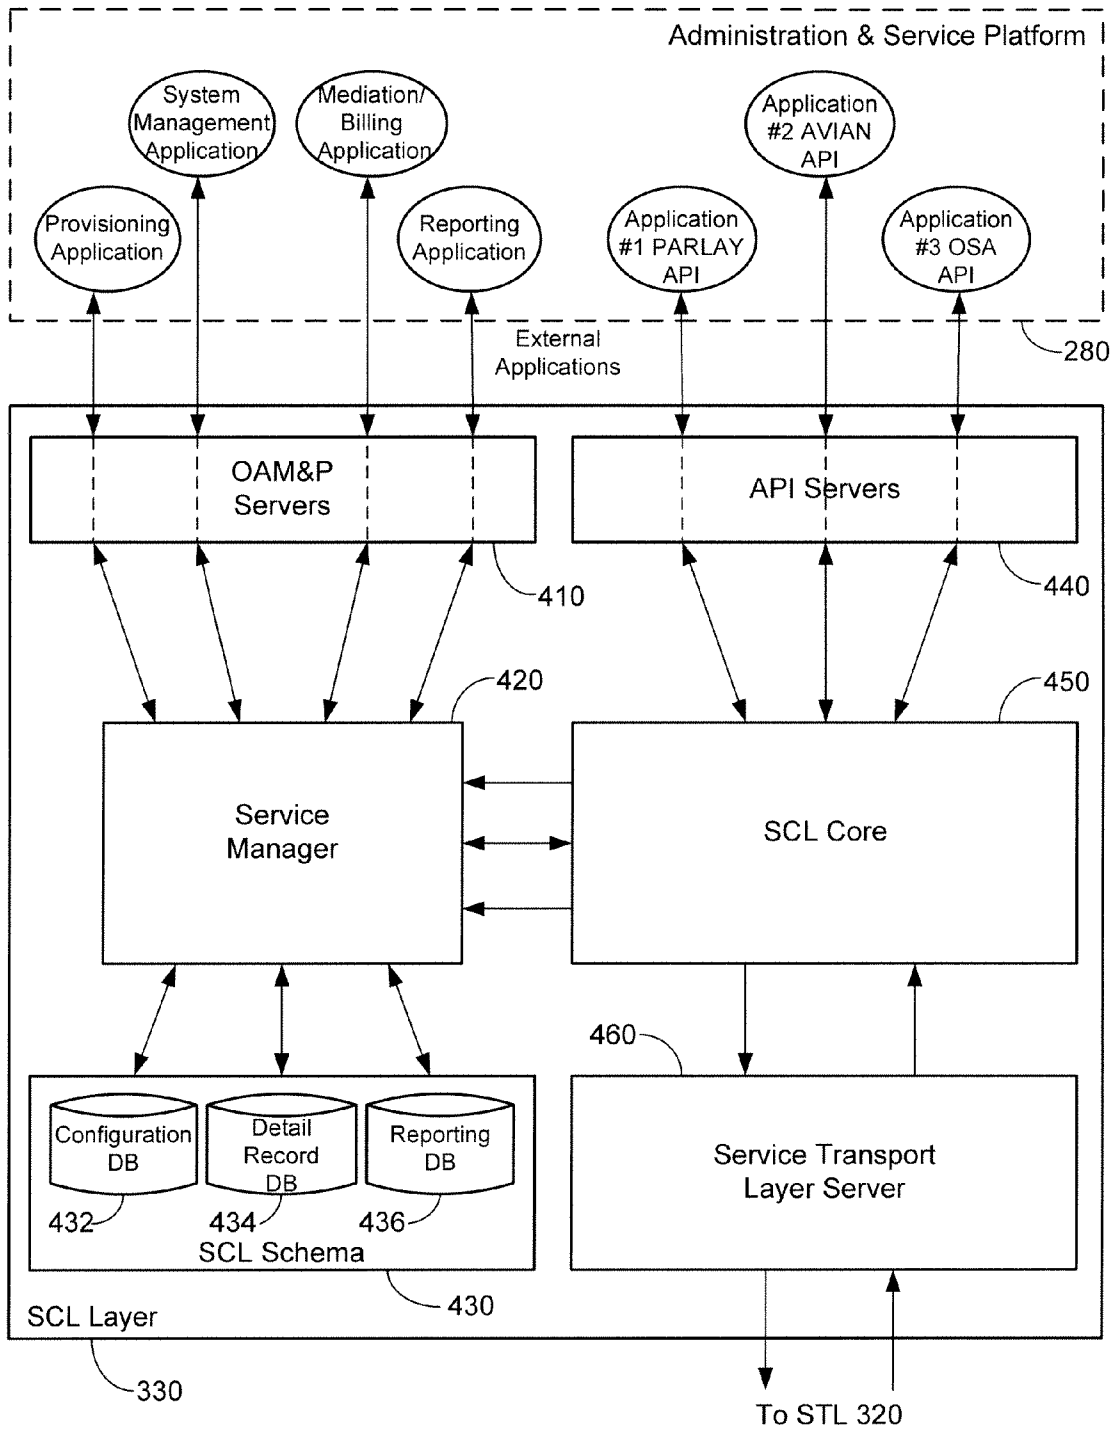 Administration & Service Platform
System
Management
Application
Mediation/
Billing
Application
Application
#2 AVIAN
API
Provisioning
Application
Reporting
Application
Application
#1 PARLAY
API
Application
#3 OSA
API
External
Applications
280
OAM&P
Servers
API Servers
410
440
420
450
Service
Manager
SCL Core
460
Configuration
DB
Detail
Record
DB
Reporting
DB
Service Transport
Layer Server
432
434
436
SCL Schema
430
SCL Layer
330
To STL 320